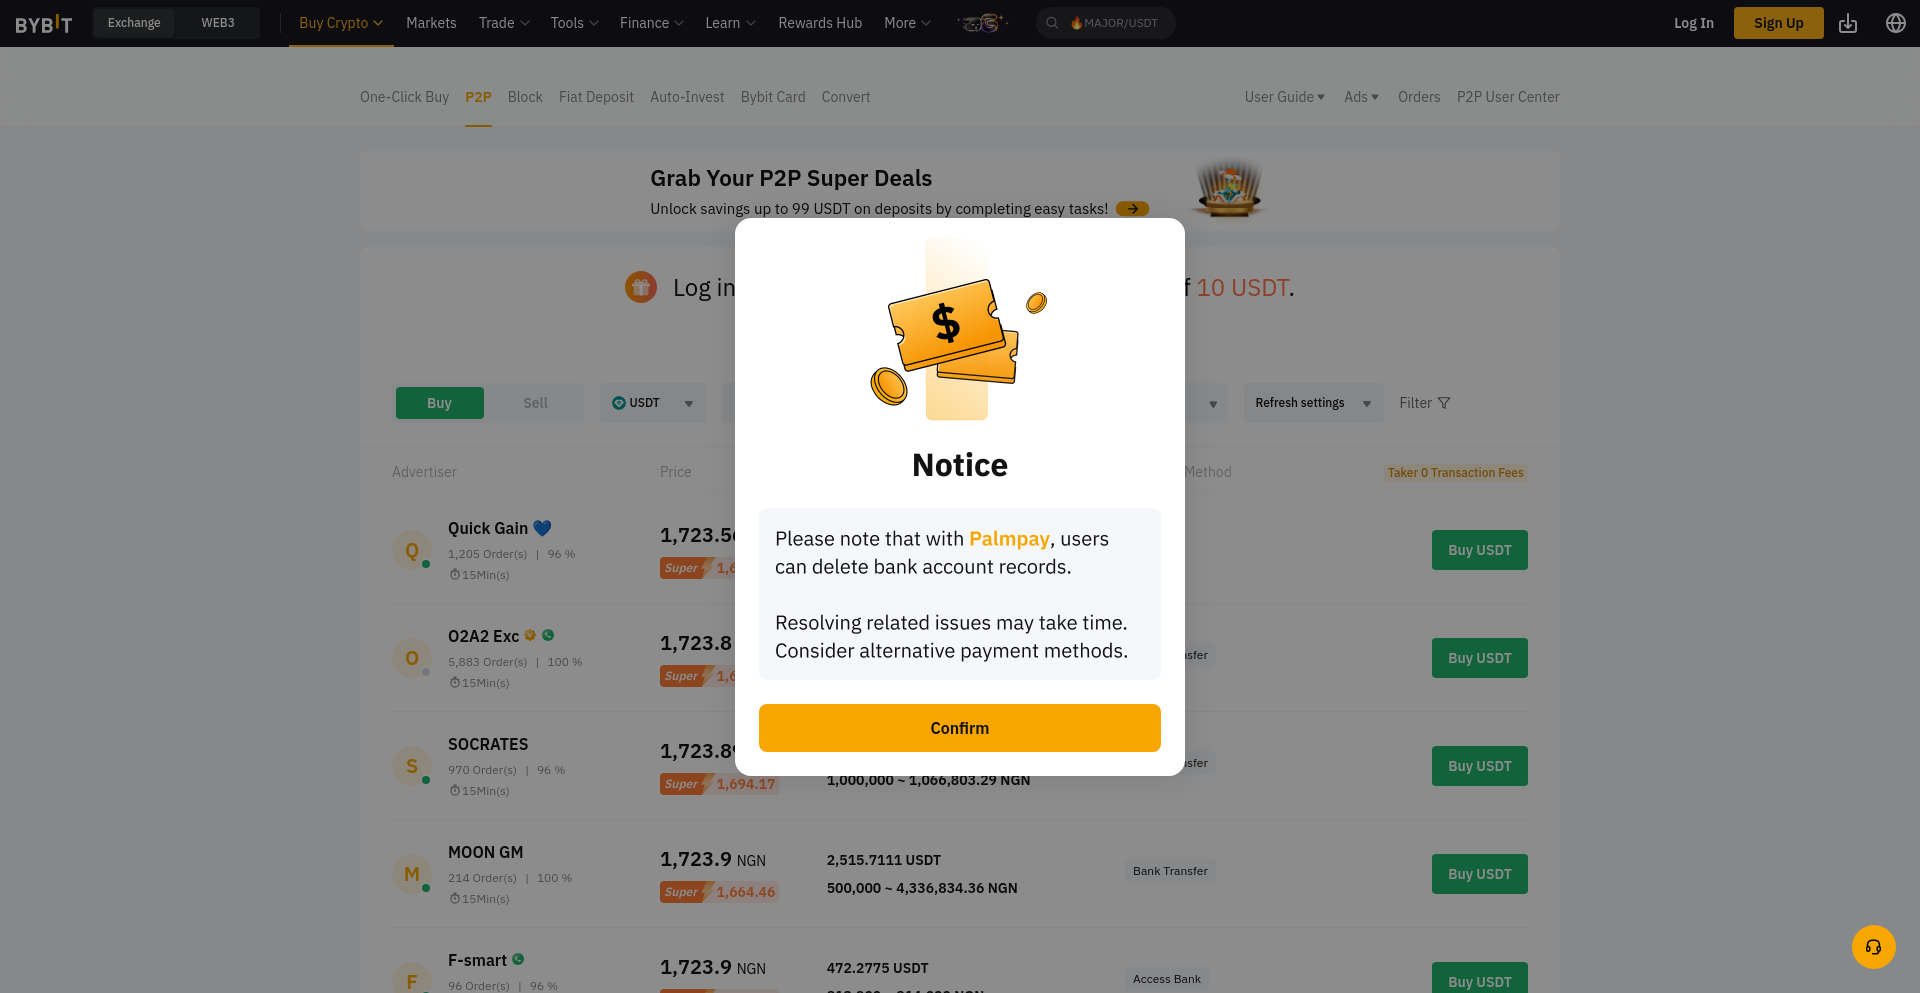 BYBIT Exchange WEB3 Buy Crypto Markets Trade Tools Finance Learn Rewards Hub More 🔥MAJOR/USDT Log In Sign Up
One-Click Buy P2P Block Fiat Deposit Auto-Invest Bybit Card Convert User Guide Ads Orders P2P User Center
Grab Your P2P Super Deals
Unlock savings up to 99 USDT on deposits by completing easy tasks!
Log in 10 USDT.
Buy Sell USDT Refresh settings Filter
Advertiser Price Method Taker 0 Transaction Fees
Q Quick Gain 💙
1,205 Order(s) | 96 %
15Min(s)
1,723.56
Super
Buy USDT
O O2A2 Exc
5,883 Order(s) | 100 %
15Min(s)
1,723.8
Super
Buy USDT
S SOCRATES
970 Order(s) | 96 %
15Min(s)
1,723.89
Super 1,694.17
1,000,000 ~ 1,066,803.29 NGN
Buy USDT
M MOON GM
214 Order(s) | 100 %
15Min(s)
1,723.9 NGN
Super 1,664.46
2,515.7111 USDT
500,000 ~ 4,336,834.36 NGN
Bank Transfer
Buy USDT
F F-smart
96 Order(s) | 96 %
1,723.9 NGN
472.2775 USDT
Access Bank
Buy USDT
$
Notice
Please note that with Palmpay, users
can delete bank account records.
Resolving related issues may take time.
Consider alternative payment methods.
Confirm